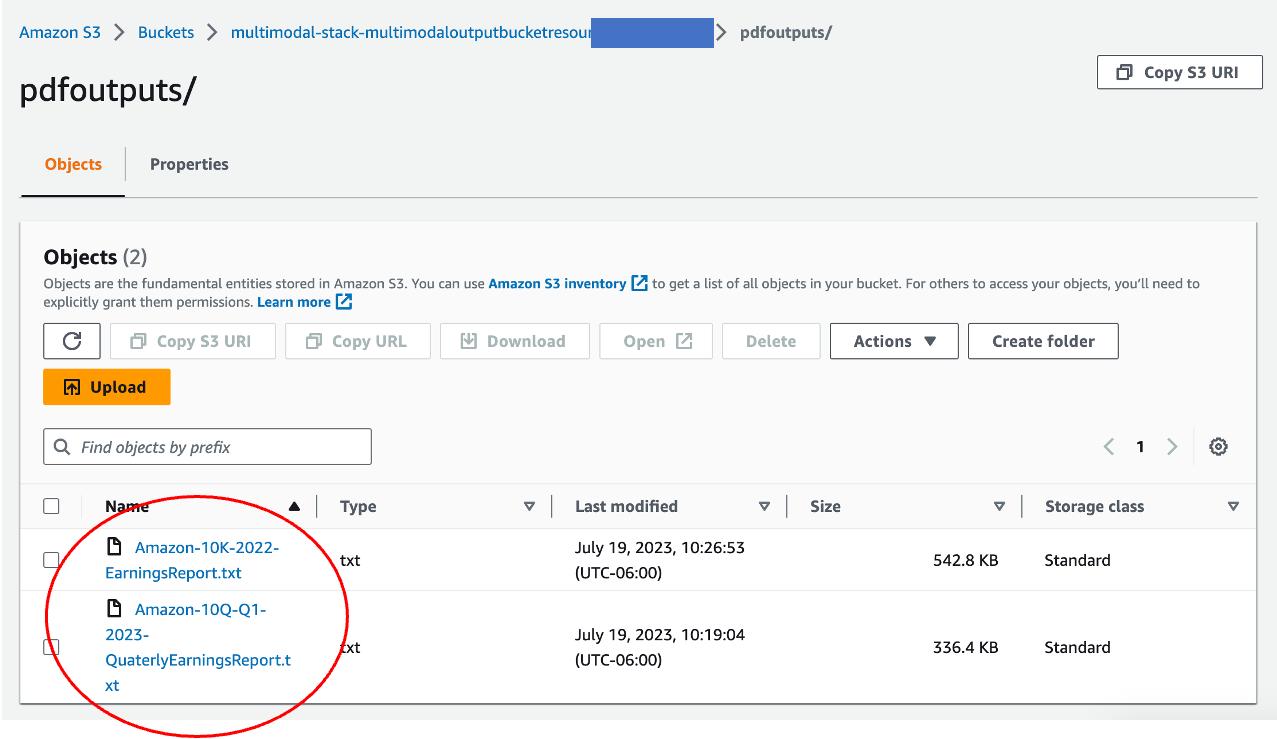 Amazon S3 > Buckets > multimodal-stack-multimodaloutputbucketresour > pdfoutputs/
pdfoutputs/
Copy S3 URI
Objects Properties
Objects (2)
Objects are the fundamental entities stored in Amazon S3. You can use Amazon S3 inventory to get a list of all objects in your bucket. For others to access your objects, you'll need to
explicitly grant them permissions. Learn more
Copy S3 URI Copy URL Download Open Delete Actions Create folder
Upload
Find objects by prefix
1
Name Type Last modified Size Storage class
Amazon-10K-2022-
EarningsReport.txt
txt
July 19, 2023, 10:26:53
(UTC-06:00)
542.8 KB
Standard
Amazon-10Q-Q1-
2023-
QuaterlyEarningsReport.t
xt
txt
July 19, 2023, 10:19:04
(UTC-06:00)
336.4 KB
Standard